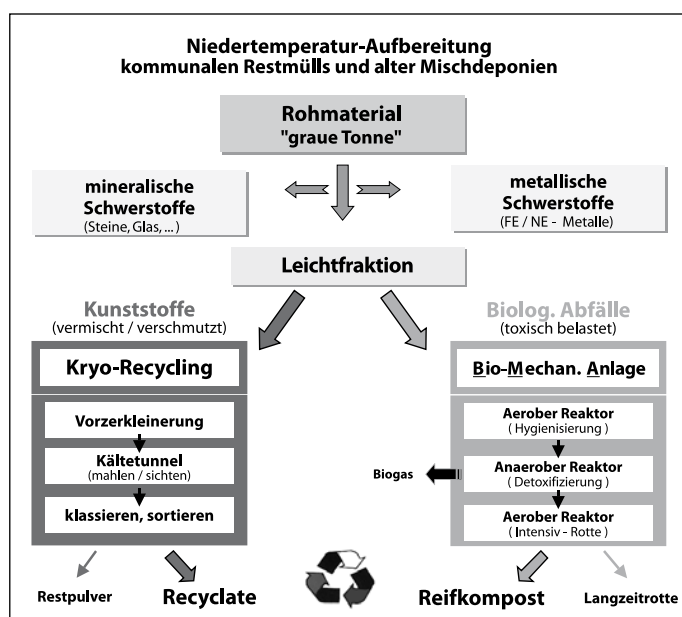 Niedertemperatur-Aufbereitung
kommunalen Restmülls und alter Mischdeponien
Rohmaterial
"graue Tonne"
mineralische
Schwerstoffe
(Steine, Glas, ... )
metallische
Schwerstoffe
(FE / NE - Metalle)
Leichtfraktion
Kunststoffe
(vermischt / verschmutzt)
Kryo-Recycling
Vorzerkleinerung
Kältetunnel
(mahlen / sichten)
klassieren, sortieren
Restpulver
Recyclate
Biolog. Abfälle
(toxisch belastet)
Bio-Mechan. Anlage
Aerober Reaktor
( Hygienisierung )
Biogas
Anaerober Reaktor
( Detoxifizierung )
Aerober Reaktor
( Intensiv - Rotte )
Reifkompost
Langzeitrotte